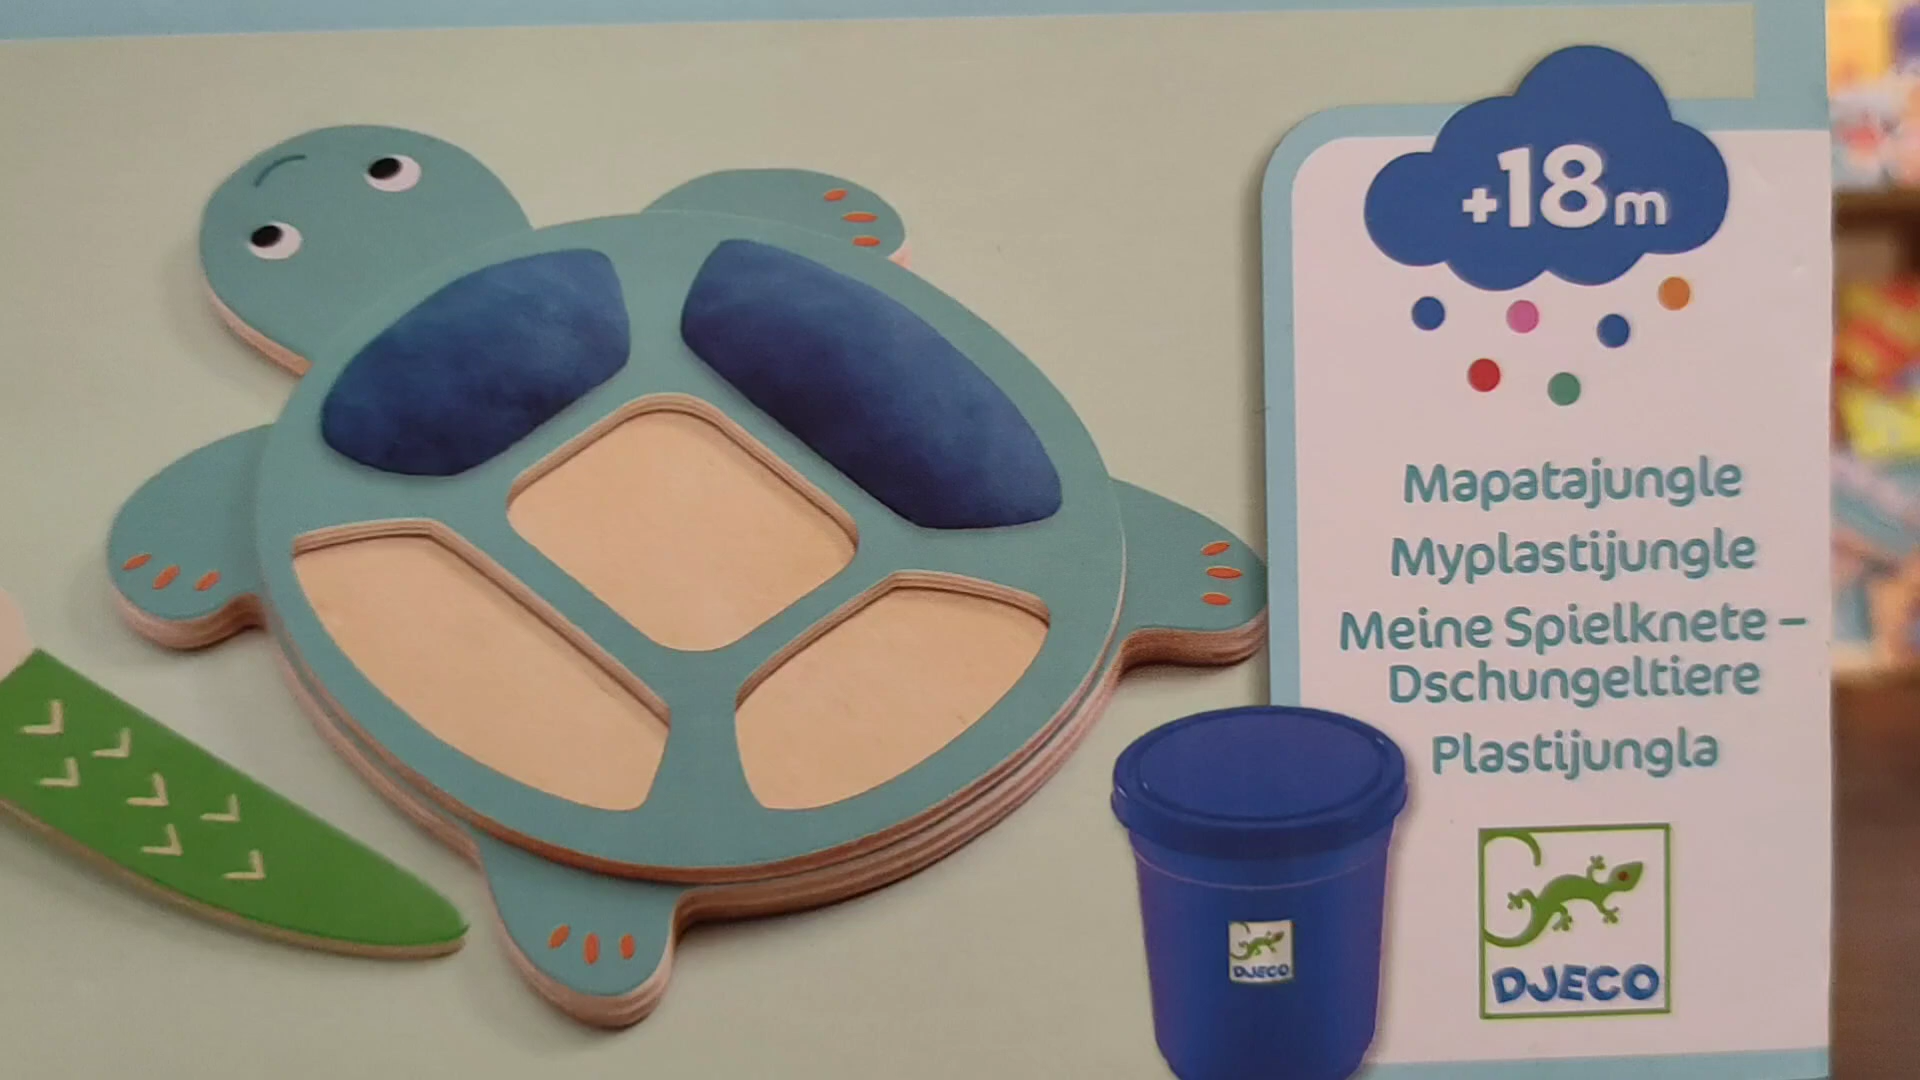 +18m
Mapatajungle
Myplastijungle
Meine Spielknete –
Dschungeltiere
Plastijungla
DJECO
DJECO